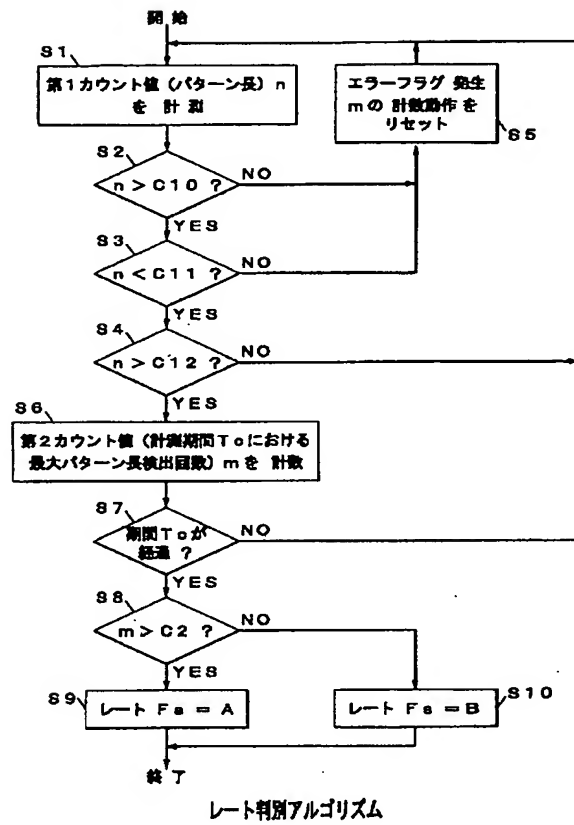 開始
S1
第1カウント値(パターン長)n
を 計 測
エラーフラグ 発生
mの 計数動作 を
リセット
S5
S2
n>C10 ?
NO
YES
S3
n<C11 ?
NO
YES
S4
n>C12 ?
NO
YES
S6
第2カウント値(計測期間Toにおける
最大パターン長検出回数)mを 計数
S7
期間Toが
経過 ?
NO
YES
S8
m>C2 ?
NO
YES
S9
レート Fs = A
S10
レート Fs = B
終了
レート判別アルゴリズム